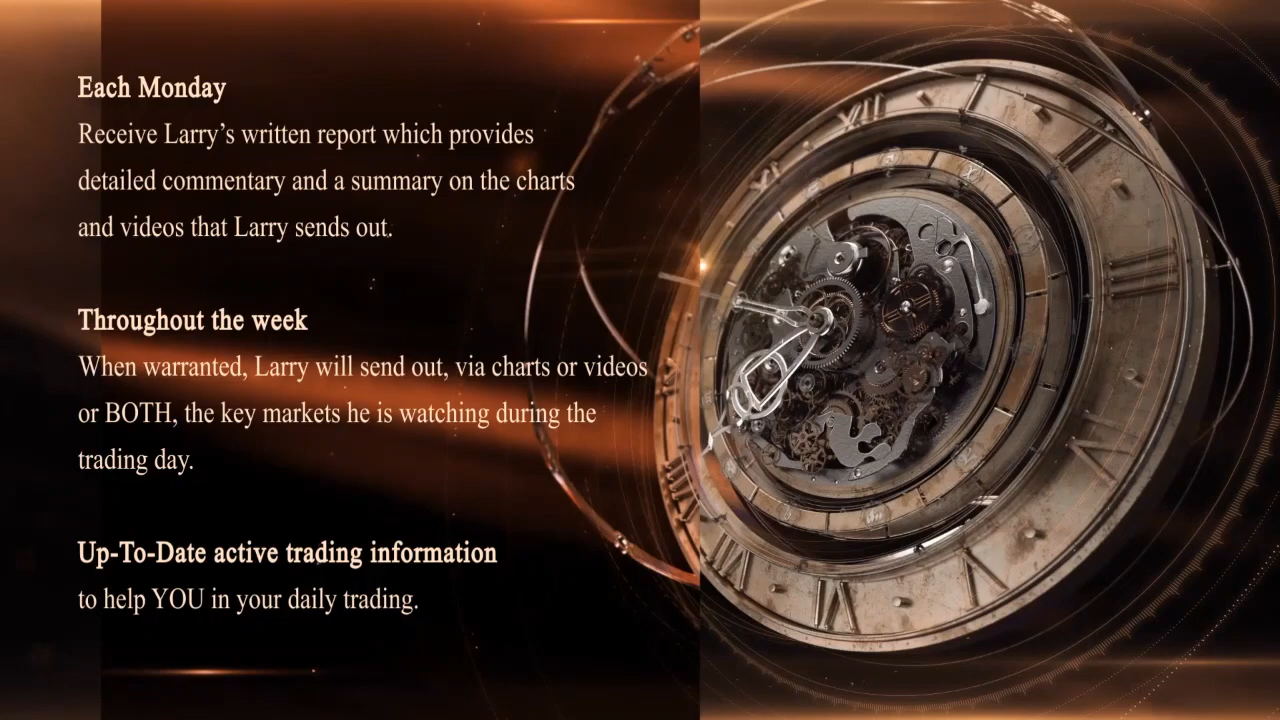 Each Monday
Receive Larry’s written report which provides
detailed commentary and a summary on the charts
and videos that Larry sends out.
Throughout the week
When warranted, Larry will send out, via charts or videos
or BOTH, the key markets he is watching during the
trading day.
Up-To-Date active trading information
to help YOU in your daily trading.